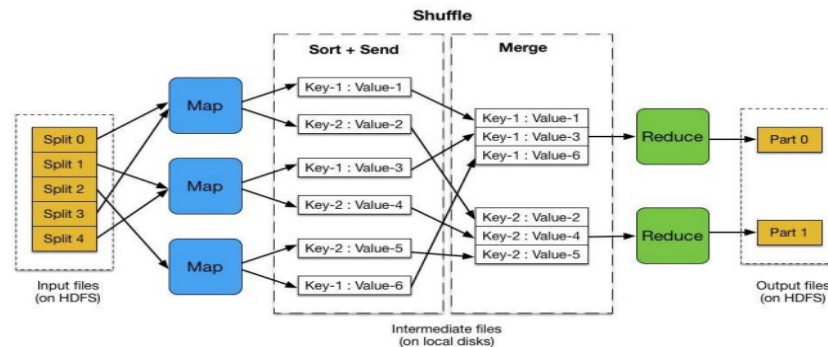 Shuffle
Sort + Send
Merge
Split 0
Split 1
Split 2
Split 3
Split 4
Input files
(on HDFS)
Map
Map
Map
Key-1 : Value-1
Key-2 : Value-2
Key-1 : Value-3
Key-2 : Value-4
Key-2 : Value-5
Key-1 : Value-6
Key-1 : Value-1
Key-1 : Value-3
Key-1 : Value-6
Key-2 : Value-2
Key-2 : Value-4
Key-2 : Value-5
Intermediate files
(on local disks)
Reduce
Reduce
Part 0
Part 1
Output files
(on HDFS)